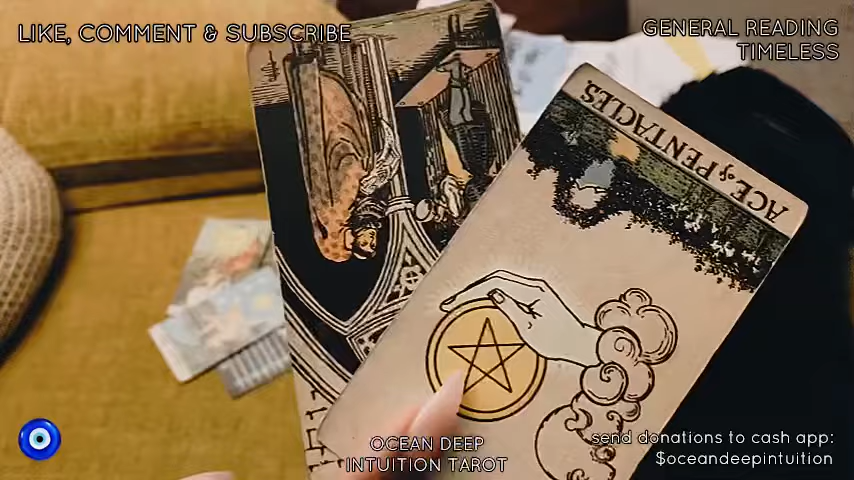 LIKE, COMMENT & SUBSCRIBE
GENERAL READING
TIMELESS
ACE of PENTACLES.
III
OCEAN DEEP
INTUITION TAROT
send donations to cash app:
$oceandeepintuition